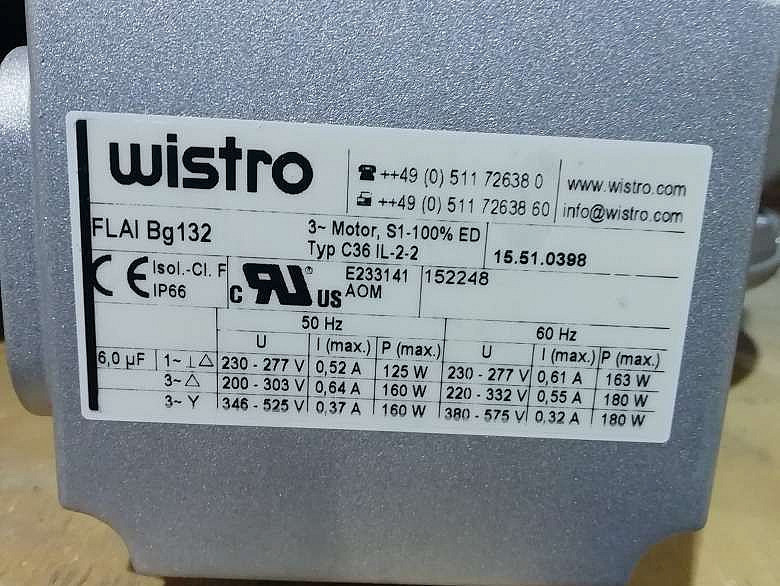 wistro
☎ ++49 (0) 511 72638 0
++49 (0) 511 72638 60
www.wistro.com
info@wistro.com
FLAI Bg132
3~ Motor, S1-100% ED
Typ C36 IL-2-2
15.51.0398
CE
Isol.-Cl. F
IP66
c RU ® US
E233141
AOM
152248
50 Hz 60 Hz
U I (max.) P (max.) U I (max.) P (max.)
6,0 µF 1~ ⊥ △ 230 - 277 V 0,52 A 125 W 230 - 277 V 0,61 A 163 W
3~ △ 200 - 303 V 0,64 A 160 W 220 - 332 V 0,55 A 180 W
3~ Y 346 - 525 V 0,37 A 160 W 380 - 575 V 0,32 A 180 W